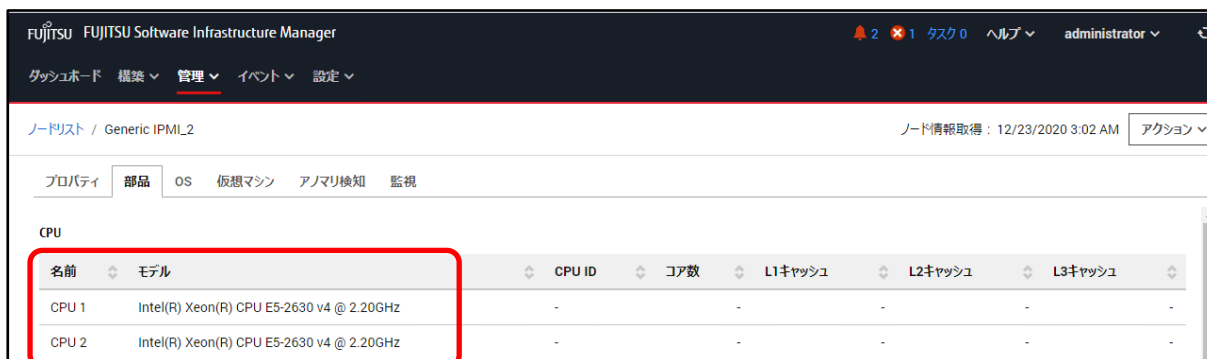 FUJITSU FUJITSU Software Infrastructure Manager 2 1 タスク 0 ヘルプ administrator
ダッシュボード 構築 管理 イベント 設定
ノードリスト / Generic IPMI_2 ノード情報取得 : 12/23/2020 3:02 AM アクション
プロパティ 部品 OS 仮想マシン アノマリ検知 監視
CPU
名前 モデル CPU ID コア数 L1キャッシュ L2キャッシュ L3キャッシュ
CPU 1 Intel(R) Xeon(R) CPU E5-2630 v4 @ 2.20GHz - - - - -
CPU 2 Intel(R) Xeon(R) CPU E5-2630 v4 @ 2.20GHz - - - - -